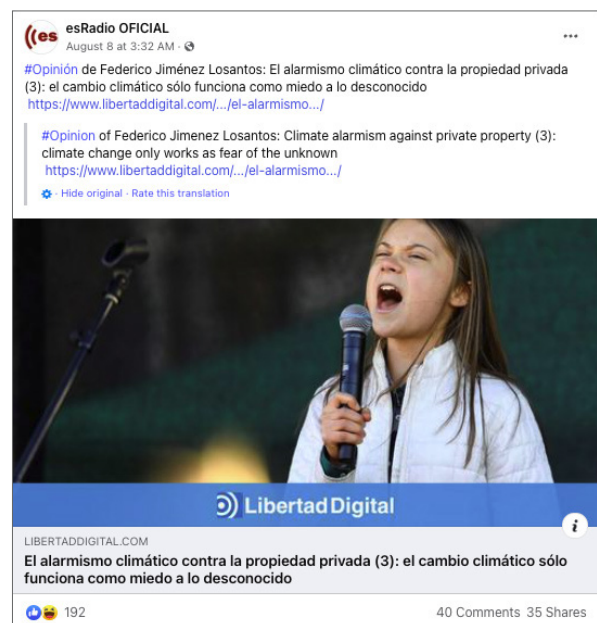 ((es
esRadio OFICIAL
August 8 at 3:32 AM ·
#Opinión de Federico Jiménez Losantos: El alarmismo climático contra la propiedad privada
(3): el cambio climático sólo funciona como miedo a lo desconocido
https://www.libertaddigital.com/.../el-alarmismo.../
#Opinion of Federico Jimenez Losantos: Climate alarmism against private property (3):
climate change only works as fear of the unknown
https://www.libertaddigital.com/.../el-alarmismo.../
· Hide original · Rate this translation
Libertad Digital
i
LIBERTADDIGITAL.COM
El alarmismo climático contra la propiedad privada (3): el cambio climático sólo
funciona como miedo a lo desconocido
192
40 Comments 35 Shares